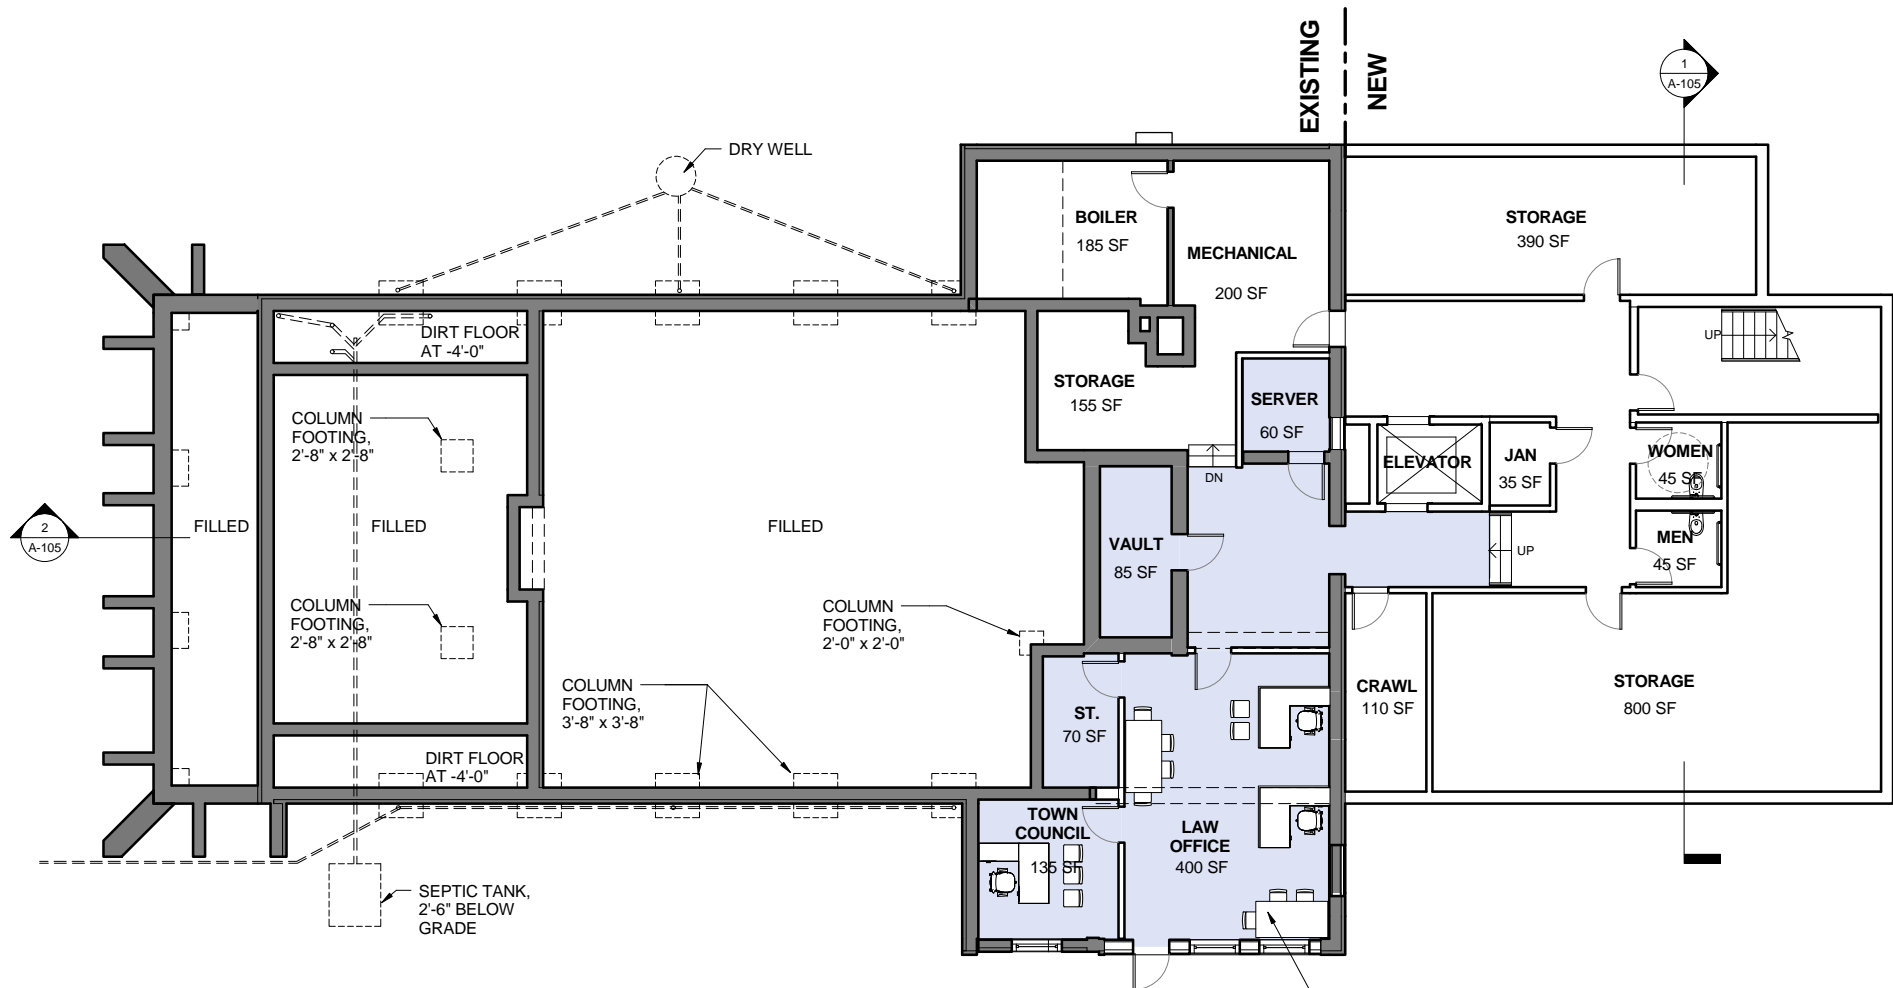 EXISTING
NEW
1
A-105
DRY WELL
BOILER
185 SF
MECHANICAL
200 SF
STORAGE
390 SF
DIRT FLOOR
AT -4'-0"
UP
STORAGE
155 SF
SERVER
60 SF
COLUMN
FOOTING,
2'-8" x 2'-8"
ELEVATOR
JAN
35 SF
WOMEN
45 SF
DN
2
A-105
FILLED
FILLED
FILLED
VAULT
85 SF
UP
MEN
45 SF
COLUMN
FOOTING,
2'-8" x 2'-8"
COLUMN
FOOTING,
2'-0" x 2'-0"
COLUMN
FOOTING,
3'-8" x 3'-8"
ST.
70 SF
CRAWL
110 SF
STORAGE
800 SF
DIRT FLOOR
AT -4'-0"
TOWN
COUNCIL
135 SF
LAW
OFFICE
400 SF
SEPTIC TANK,
2'-6" BELOW
GRADE